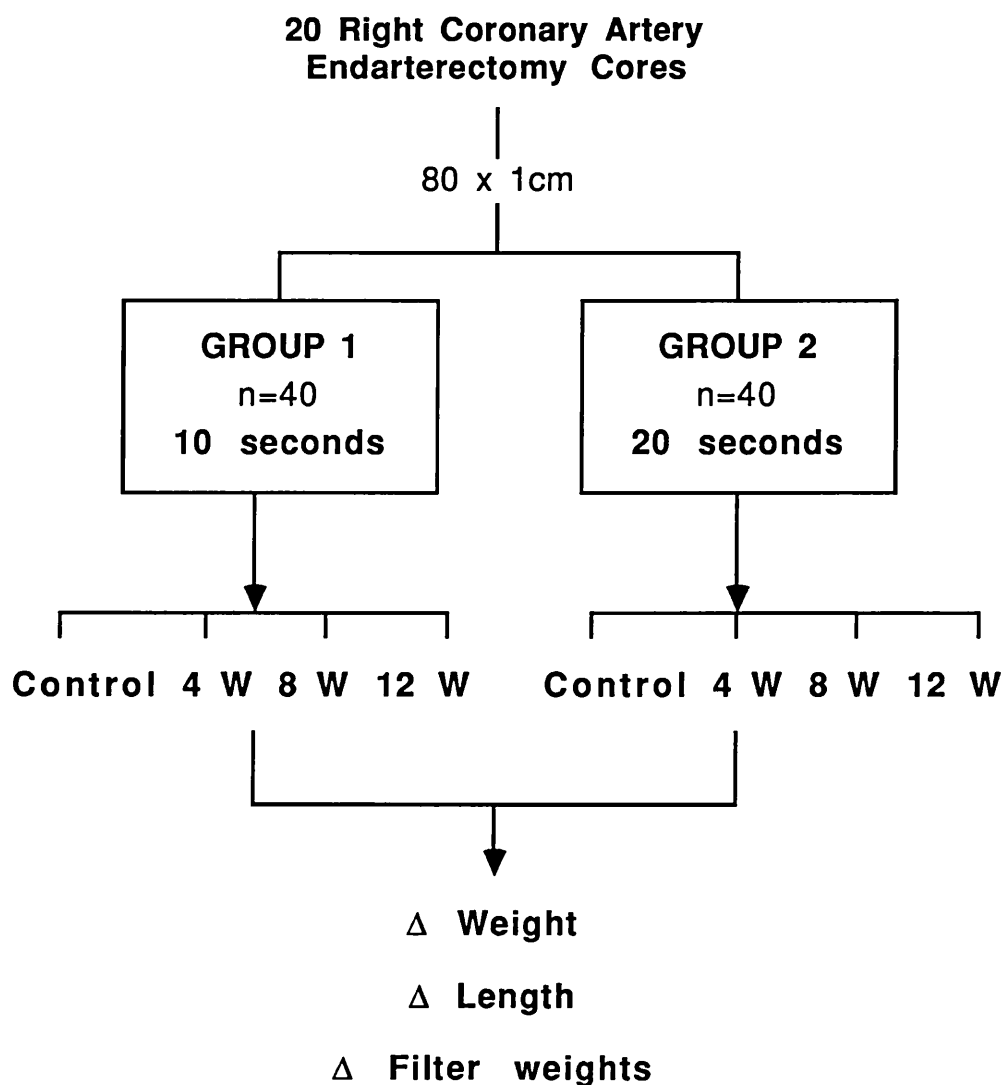 20 Right Coronary Artery
Endarterectomy Cores
80 x 1cm
GROUP 1
n=40
10 seconds
GROUP 2
n=40
20 seconds
Control 4 W 8 W 12 W
Control 4 W 8 W 12 W
Δ Weight
Δ Length
Δ Filter weights